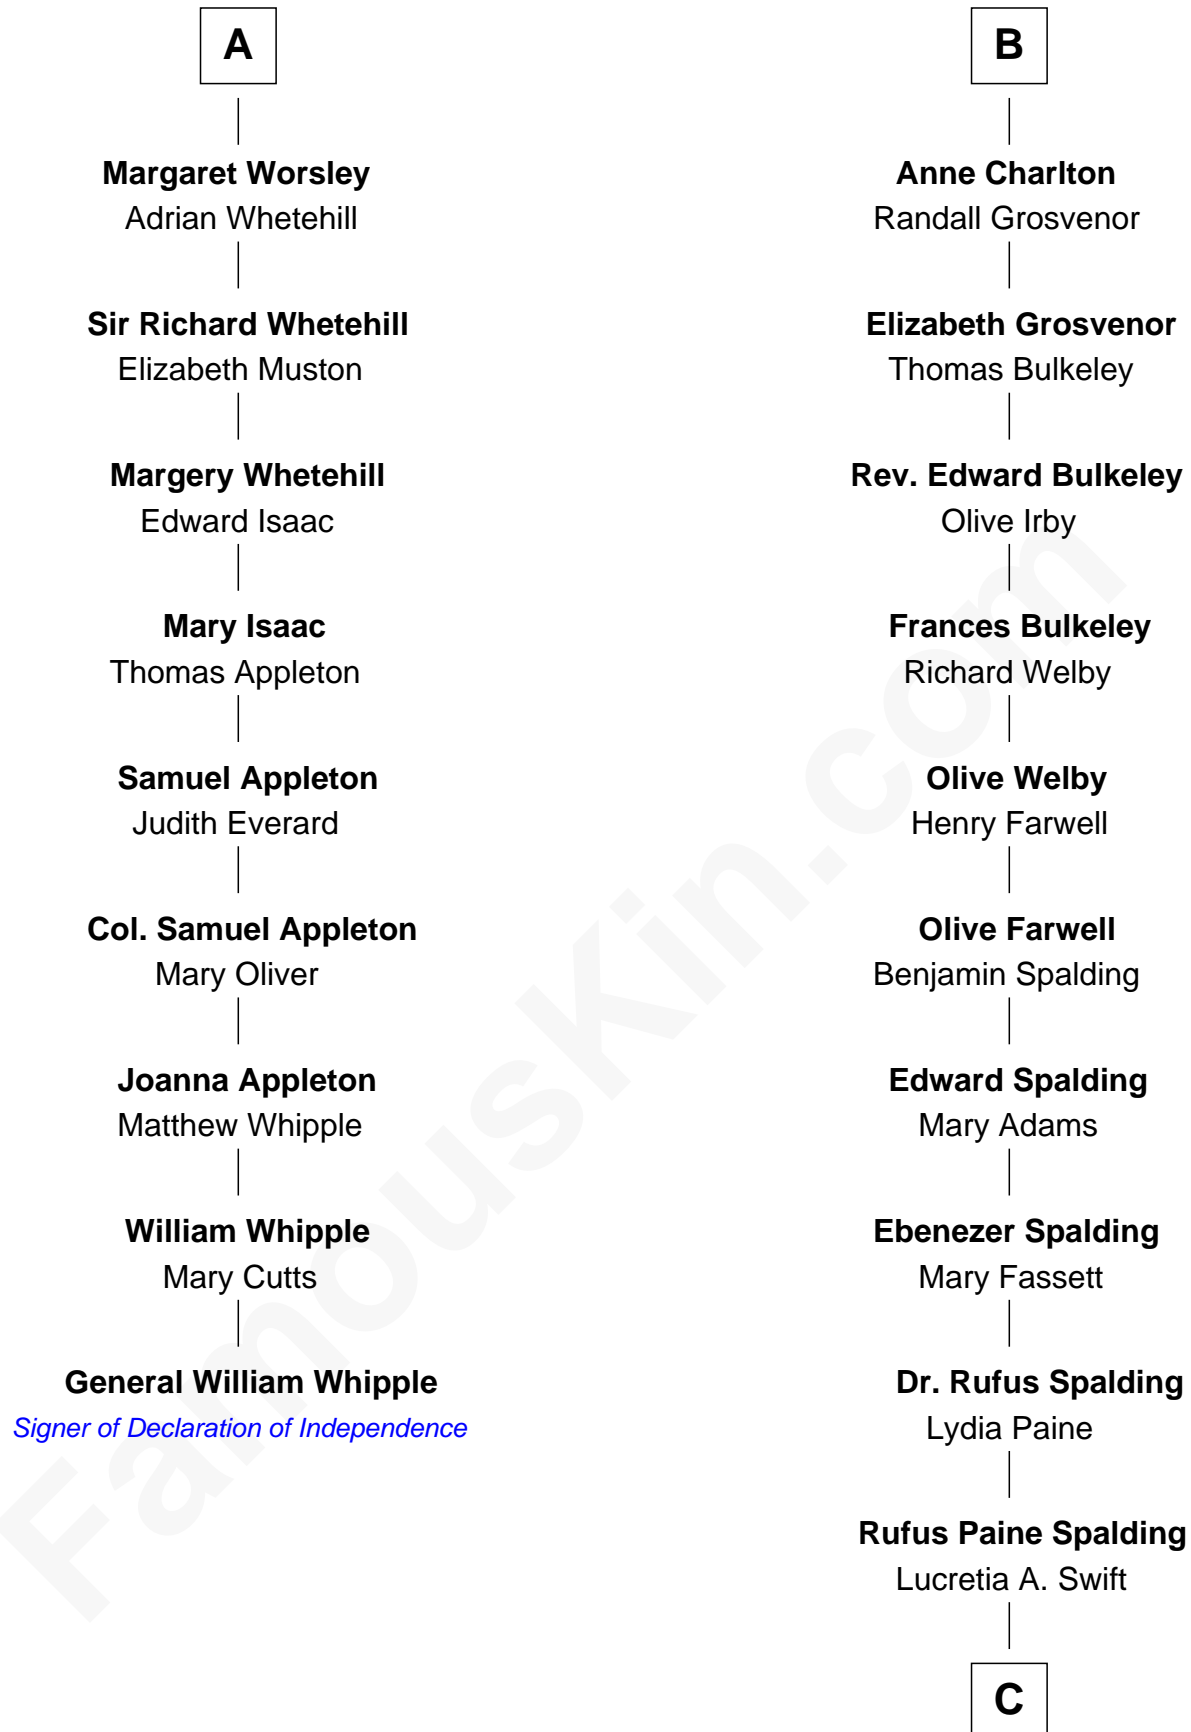 A
Margaret Worsley
Adrian Whetehill
Sir Richard Whetehill
Elizabeth Muston
Margery Whetehill
Edward Isaac
Mary Isaac
Thomas Appleton
Samuel Appleton
Judith Everard
Col. Samuel Appleton
Mary Oliver
Joanna Appleton
Matthew Whipple
William Whipple
Mary Cutts
General William Whipple
Signer of Declaration of Independence
B
Anne Charlton
Randall Grosvenor
Elizabeth Grosvenor
Thomas Bulkeley
Rev. Edward Bulkeley
Olive Irby
Frances Bulkeley
Richard Welby
Olive Welby
Henry Farwell
Olive Farwell
Benjamin Spalding
Edward Spalding
Mary Adams
Ebenezer Spalding
Mary Fassett
Dr. Rufus Spalding
Lydia Paine
Rufus Paine Spalding
Lucretia A. Swift
C
FamousKin.com